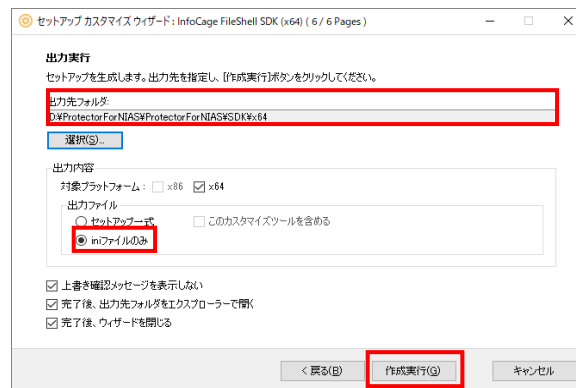 セットアップ カスタマイズ ウィザード : InfoCage FileShell SDK (x64) ( 6 / 6 Pages )
出力実行
セットアップを生成します。出力先を指定し、[作成実行]ボタンをクリックしてください。
出力先フォルダ:
D:¥ProtectorForNIAS¥ProtectorForNIAS¥SDK¥x64
選択(S)...
出力内容
対象プラットフォーム : x86 x64
出力ファイル
セットアップ一式 このカスタマイズツールを含める
iniファイルのみ
上書き確認メッセージを表示しない
完了後、出力先フォルダをエクスプローラーで開く
完了後、ウィザードを閉じる
< 戻る(B) 作成実行(G) キャンセル